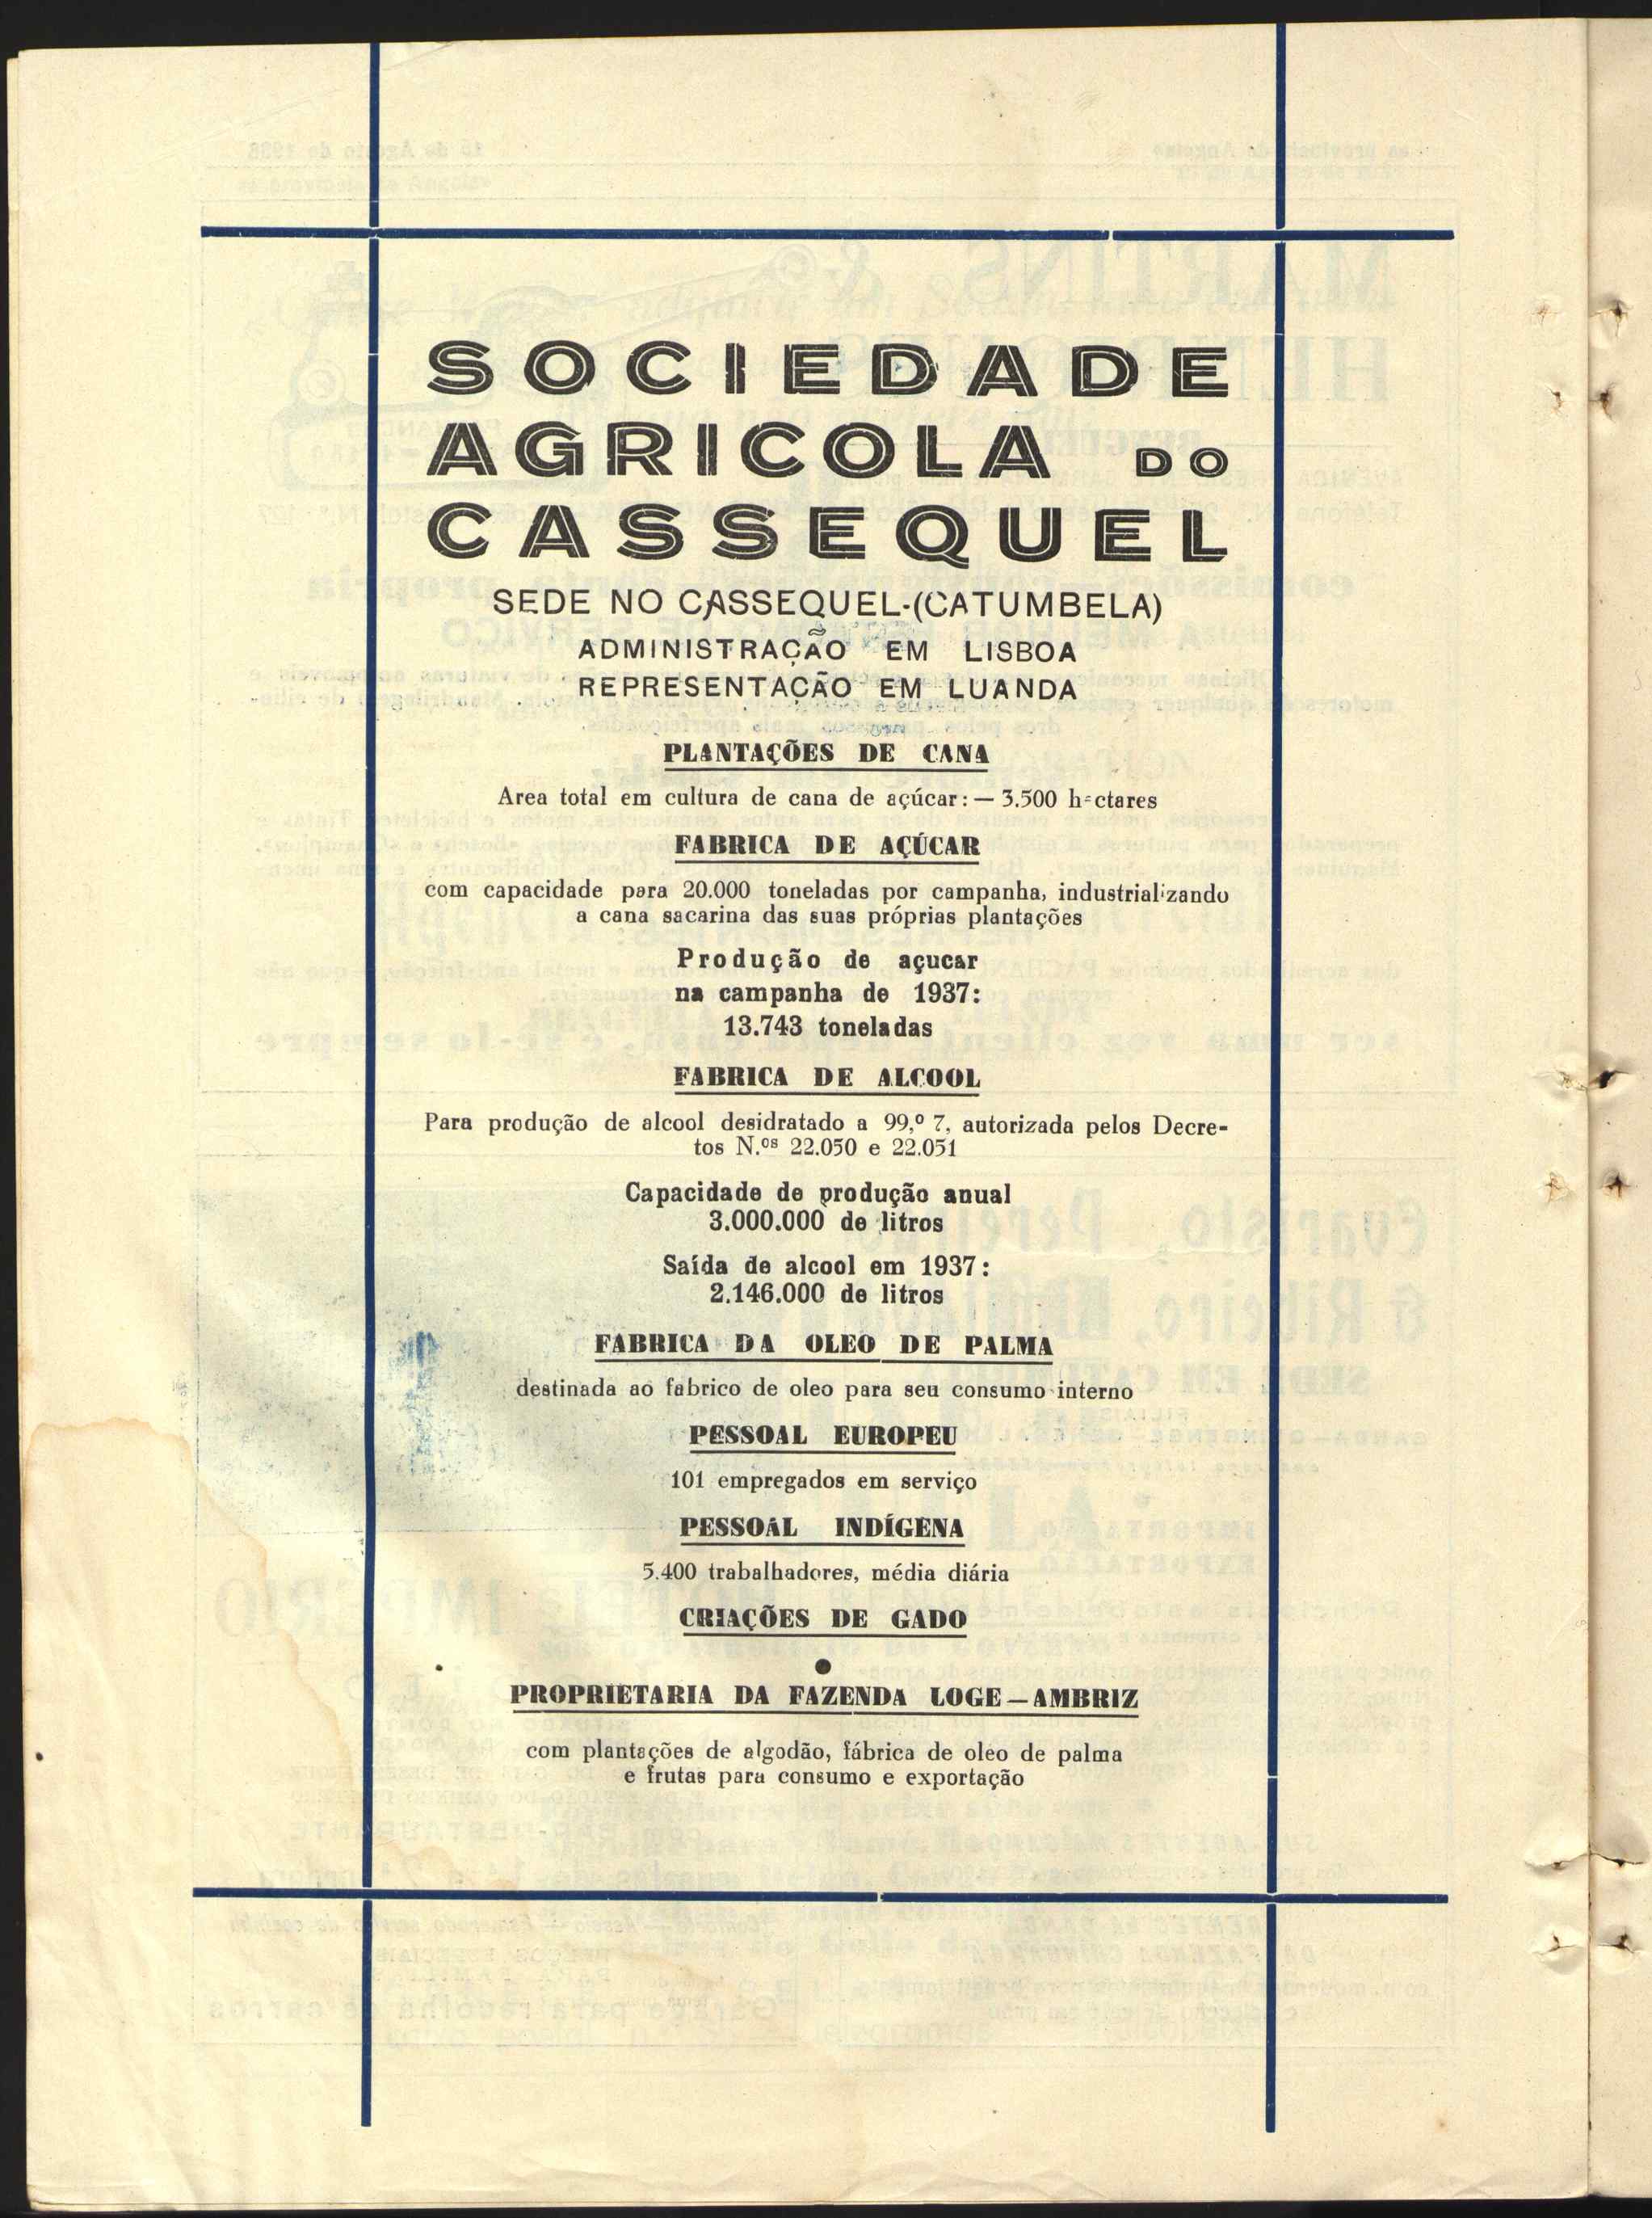 SOCIEDADE
AGRICOLA DO
CASSEQUEL
SEDE NO CASSEQUEL-(CATUMBELA)
ADMINISTRAÇÃO EM LISBOA
REPRESENTAÇÃO EM LUANDA
PLANTAÇÕES DE CANA
Area total em cultura de cana de açúcar: — 3.500 hectares
FABRICA DE AÇÚCAR
com capacidade para 20.000 toneladas por campanha, industrializando
a cana sacarina das suas próprias plantações
Produção de açucar
na campanha de 1937:
13.743 toneladas
FABRICA DE ALCOOL
Para produção de alcool desidratado a 99,º 7, autorizada pelos Decre-
tos N.ºs 22.050 e 22.051
Capacidade de produção anual
3.000.000 de litros
Saída de alcool em 1937:
2.146.000 de litros
FABRICA DA OLEO DE PALMA
destinada ao fabrico de oleo para seu consumo interno
PESSOAL EUROPEU
101 empregados em serviço
PESSOAL INDÍGENA
5.400 trabalhadores, média diária
CRIAÇÕES DE GADO
PROPRIETARIA DA FAZENDA LOGE — AMBRIZ
com plantações de algodão, fábrica de oleo de palma
e frutas para consumo e exportação